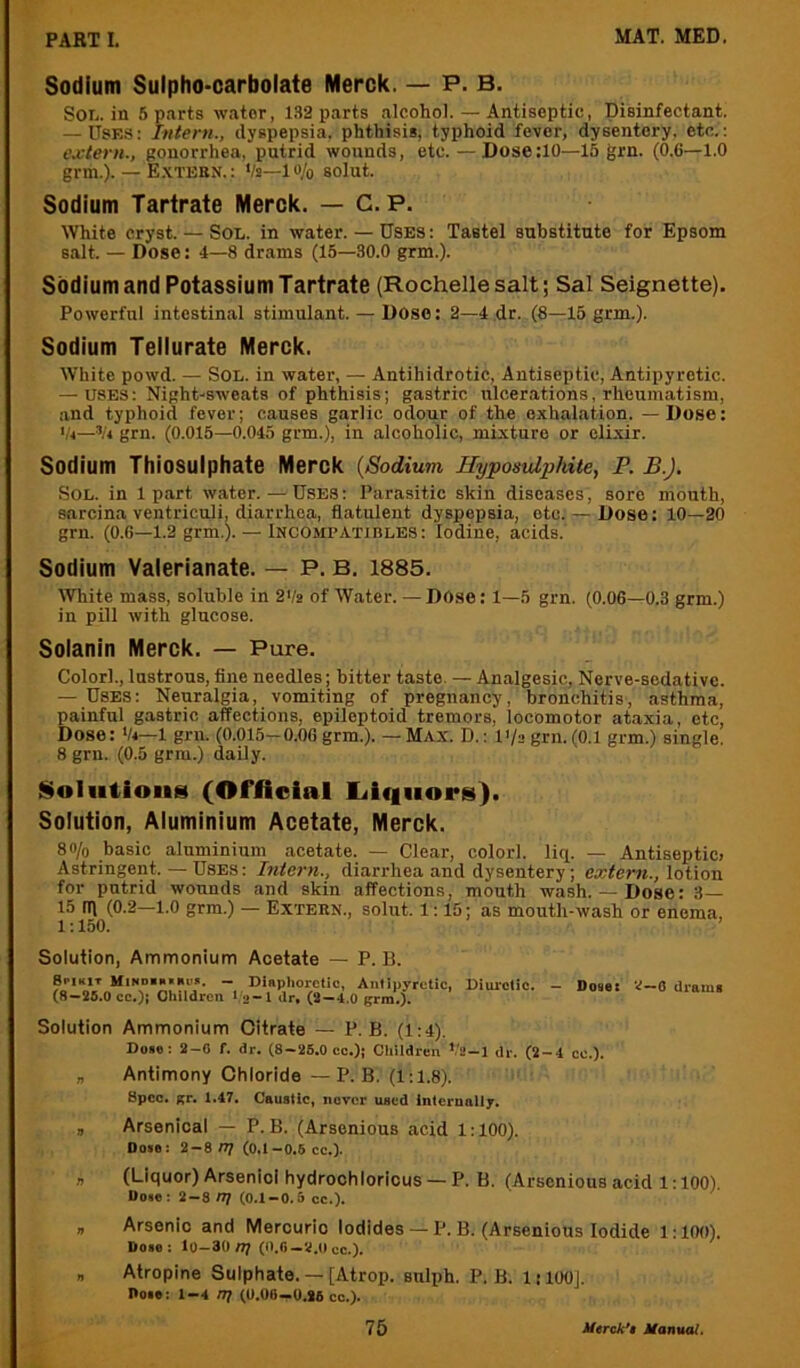 PART I. MAT. MED.
Sodium Sulpho-carbolate Merck. — P. B.
SOL. in 5 parts water, 132 parts alcohol. — Antiseptic, Disinfectant.
— USES: Intern., dyspepsia, phthisis, typhoid fever, dysentery, etc.:
extern., gonorrhea, putrid wounds, etc. — Dose:10—15 grn. (0.6—1.0
grm.). — EXTERN.: 1/2—1% solut.
Sodium Tartrate Merck. — C. P.
White cryst. — SOL. in water. — USES: Tastel substitute for Epsom
salt. — Dose: 4—8 drams (15—30.0 grm.).
Sodium and Potassium Tartrate (Rochelle salt; Sal Seignette).
Powerful intestinal stimulant. — Dose: 2—4 dr. (8—15 grm.).
Sodium Tellurate Merck.
White powd. — SOL. in water, — Antihidrotic, Antiseptic, Antipyretic.
— USES: Night-sweats of phthisis; gastric ulcerations, rheumatism,
and typhoid fever; causes garlic odour of the exhalation. — Dose:
1/4—3/4 grn. (0.015—0.045 grm.), in alcoholic, mixture or elixir.
Sodium Thiosulphate Merck (Sodium Hyposulphite, P. B.).
SOL. in 1 part water. — USES: Parasitic skin diseases, sore mouth,
sarcina ventriculi, diarrhea, flatulent dyspepsia, etc. — Dose: 10—20
grn. (0.6—1.2 grm.). — INCOMPATIBLES: Iodine, acids.
Sodium Valerianate. — P. B. 1885.
White mass, soluble in 21/2 of Water. — Dose: 1—5 grn. (0.06—0.3 grm.)
in pill with glucose.
Solanin Merck. — Pure.
Colorl., lustrous, fine needles; bitter taste. — Analgesic, Nerve-sedative.
— USES: Neuralgia, vomiting of pregnancy, bronchitis, asthma,
painful gastric affections, epileptoid tremors, locomotor ataxia, etc,
Dose: 1/4—1 grn. (0.015—0.06 grm.). — MAX. D.: 11/2 grn. (0.1 grm.) single.
8 grn. (0.5 grm.) daily.
Solutions (Official Liquors).
Solution, Aluminium Acetate, Merck.
8% basic aluminium acetate. — Clear, colorl. liq. — Antiseptic,
Astringent. — USES: Intern., diarrhea and dysentery; extern., lotion
for putrid wounds and skin affections, mouth wash. — Dose: 3—
15 ♏ (0.2—1.0 grm.) — EXTERN., solut. 1:15; as mouth-wash or enema,
1:150.
Solution, Ammonium Acetate — P. B.
SPIRIT MINDERERUS. — Diaphoretic, Antipyretic, Diuretic. — Dose: 2—6 drams
(8—25.0 cc.); Children 1/2—1 dr, (2—4.0 grm.).
Solution Ammonium Citrate — P. B. (1:4).
Dose: 2—6 f. dr. (8—25.0 cc.); Children 1/2—1 dr. (2—4 cc.).
„ Antimony Chloride — P. B. (1:1.8).
Spec. gr. 1.47. Caustic, never used internally.
„ Arsenical — P. B. (Arsenious acid 1:100).
Dose: 2—8 ♏ (0.1—0.5 cc.).
„ (Liquor) Arsenici hydrochloricus — P. B. (Arsenious acid 1:100).
Dose: 2—8 ♏ (0.1—0.5 cc.).
„ Arsenic and Mercuric Iodides — P. B. (Arsenious Iodide 1:100).
Dose: 10—30 ♏ (0.6—2.0 cc.).
„ Atropine Sulphate. — [Atrop. sulph. P. B. 1:100].
Dose: 1—4 ♏ (0.06—0.25 cc.).
75 Merck's Manual.